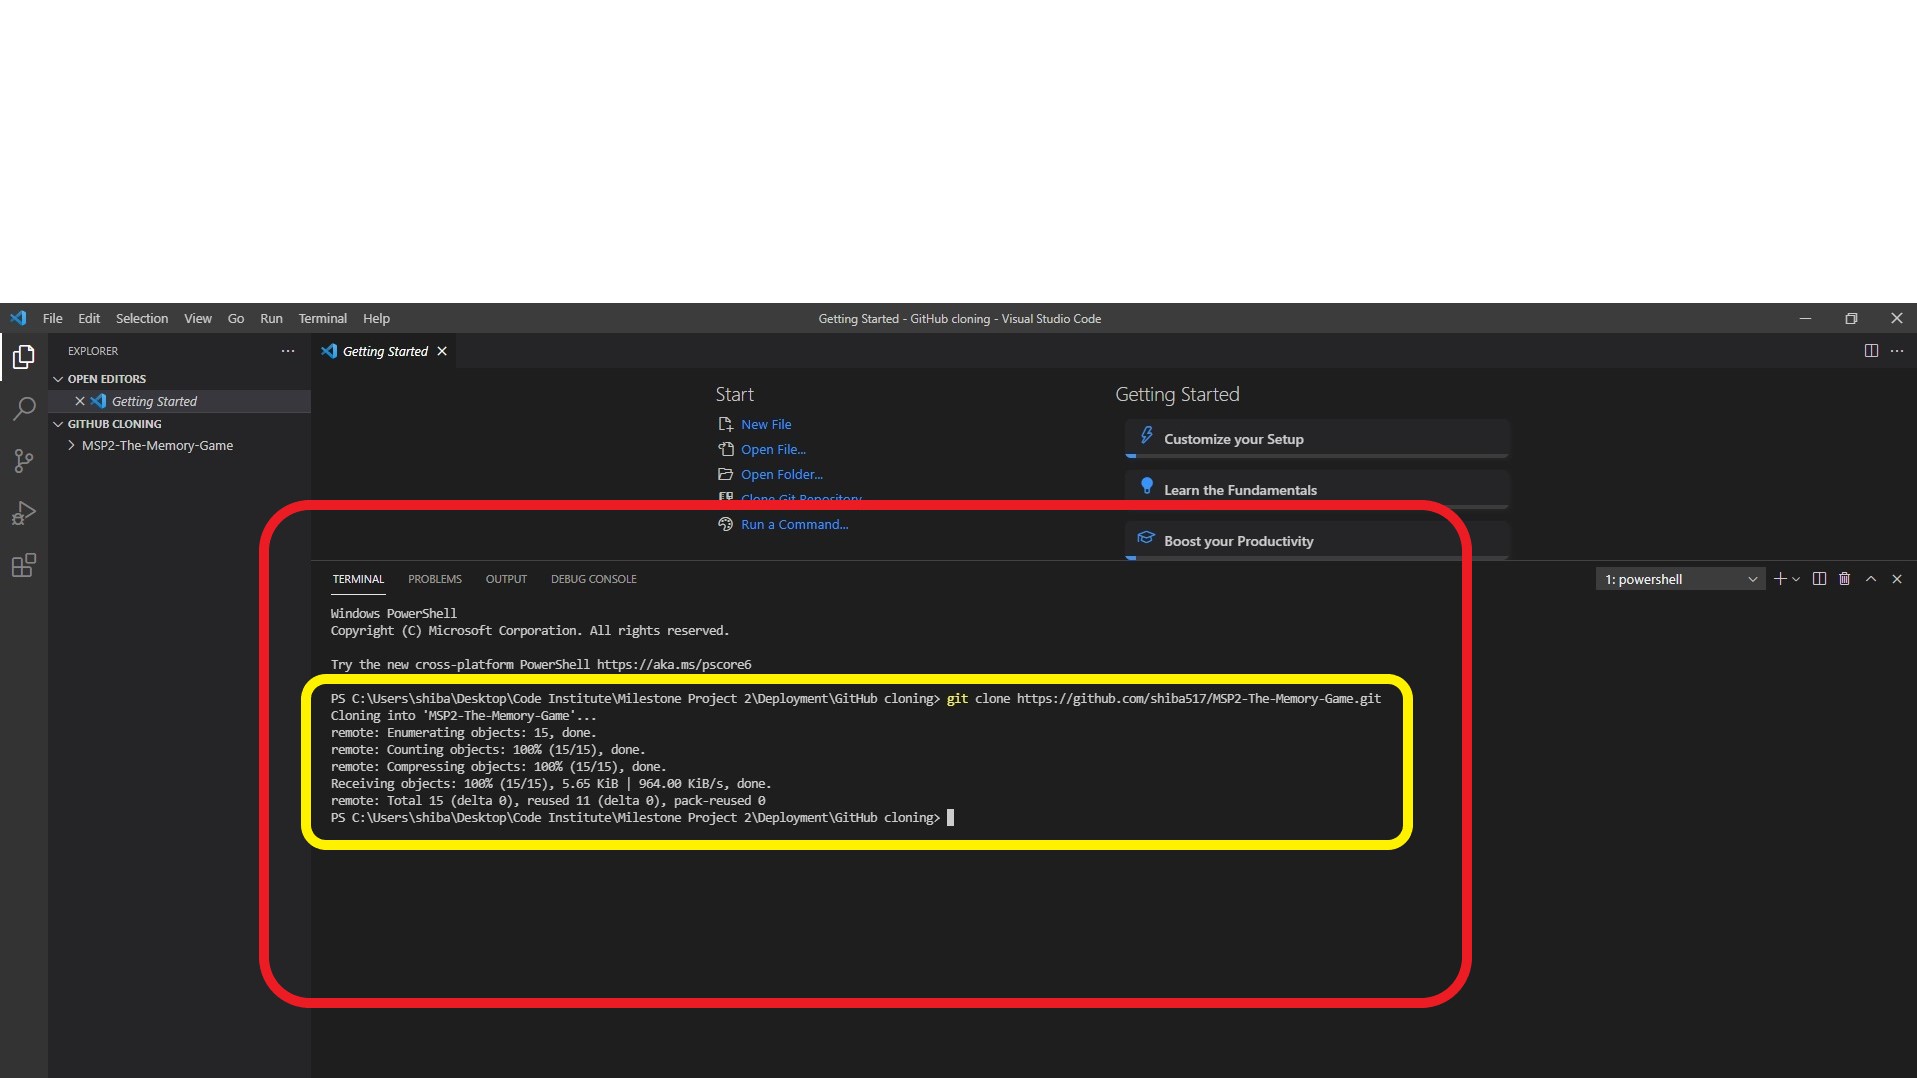 File Edit Selection View Go Run Terminal Help
Getting Started - GitHub cloning - Visual Studio Code
EXPLORER
OPEN EDITORS
Getting Started
GITHUB CLONING
MSP2-The-Memory-Game
Getting Started
Start
New File
Open File...
Open Folder...
Clone Git Repository...
Run a Command...
Getting Started
Customize your Setup
Learn the Fundamentals
Boost your Productivity
TERMINAL PROBLEMS OUTPUT DEBUG CONSOLE
1: powershell
Windows PowerShell
Copyright (C) Microsoft Corporation. All rights reserved.
Try the new cross-platform PowerShell https://aka.ms/pscore6
PS C:\Users\shiba\Desktop\Code Institute\Milestone Project 2\Deployment\GitHub cloning> git clone https://github.com/shiba517/MSP2-The-Memory-Game.git
Cloning into 'MSP2-The-Memory-Game'...
remote: Enumerating objects: 15, done.
remote: Counting objects: 100% (15/15), done.
remote: Compressing objects: 100% (15/15), done.
Receiving objects: 100% (15/15), 5.65 KiB | 964.00 KiB/s, done.
remote: Total 15 (delta 0), reused 11 (delta 0), pack-reused 0
PS C:\Users\shiba\Desktop\Code Institute\Milestone Project 2\Deployment\GitHub cloning>